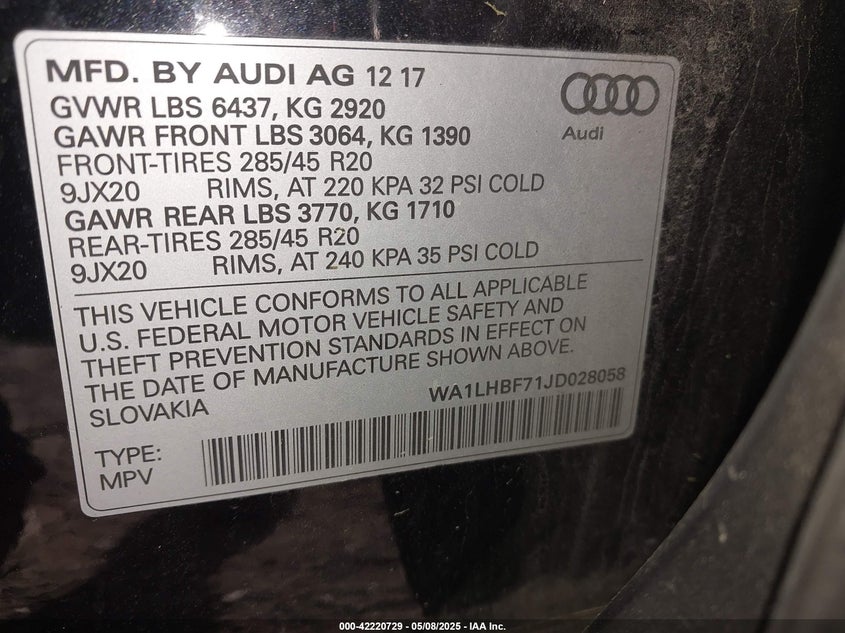 MFD. BY AUDI AG 12 17
GVWR LBS 6437, KG 2920
GAWR FRONT LBS 3064, KG 1390
FRONT-TIRES 285/45 R20
9JX20 RIMS, AT 220 KPA 32 PSI COLD
GAWR REAR LBS 3770, KG 1710
REAR-TIRES 285/45 R20
9JX20 RIMS, AT 240 KPA 35 PSI COLD
Audi
THIS VEHICLE CONFORMS TO ALL APPLICABLE
U.S. FEDERAL MOTOR VEHICLE SAFETY AND
THEFT PREVENTION STANDARDS IN EFFECT ON
THE DATE OF MANUFACTURE SHOWN ABOVE.
SLOVAKIA
WA1LHBF71JD028058
TYPE:
MPV
000-42220729 - 05/08/2025 - IAA Inc.